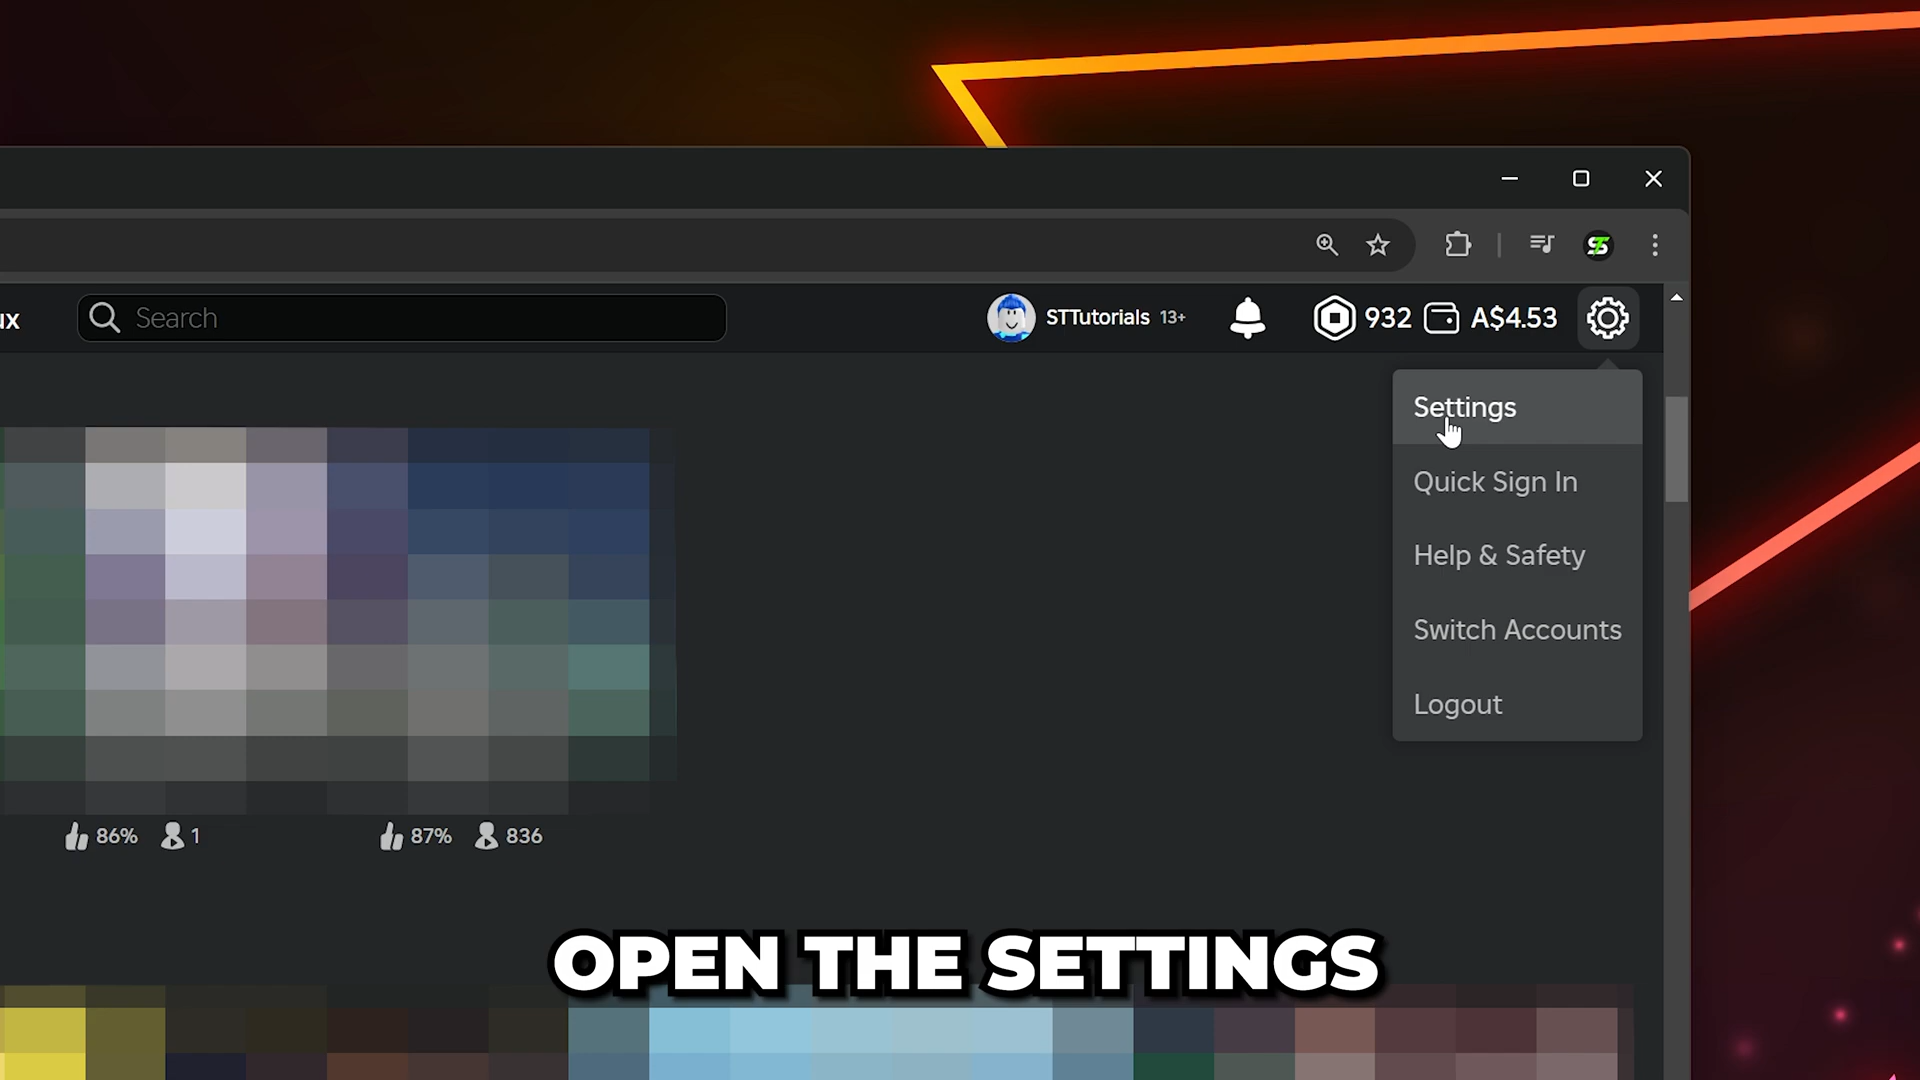 ux
Search
STTutorials 13+
932
A$4.53
Settings
Quick Sign In
Help & Safety
Switch Accounts
Logout
86%
1
87%
836
OPEN THE SETTINGS